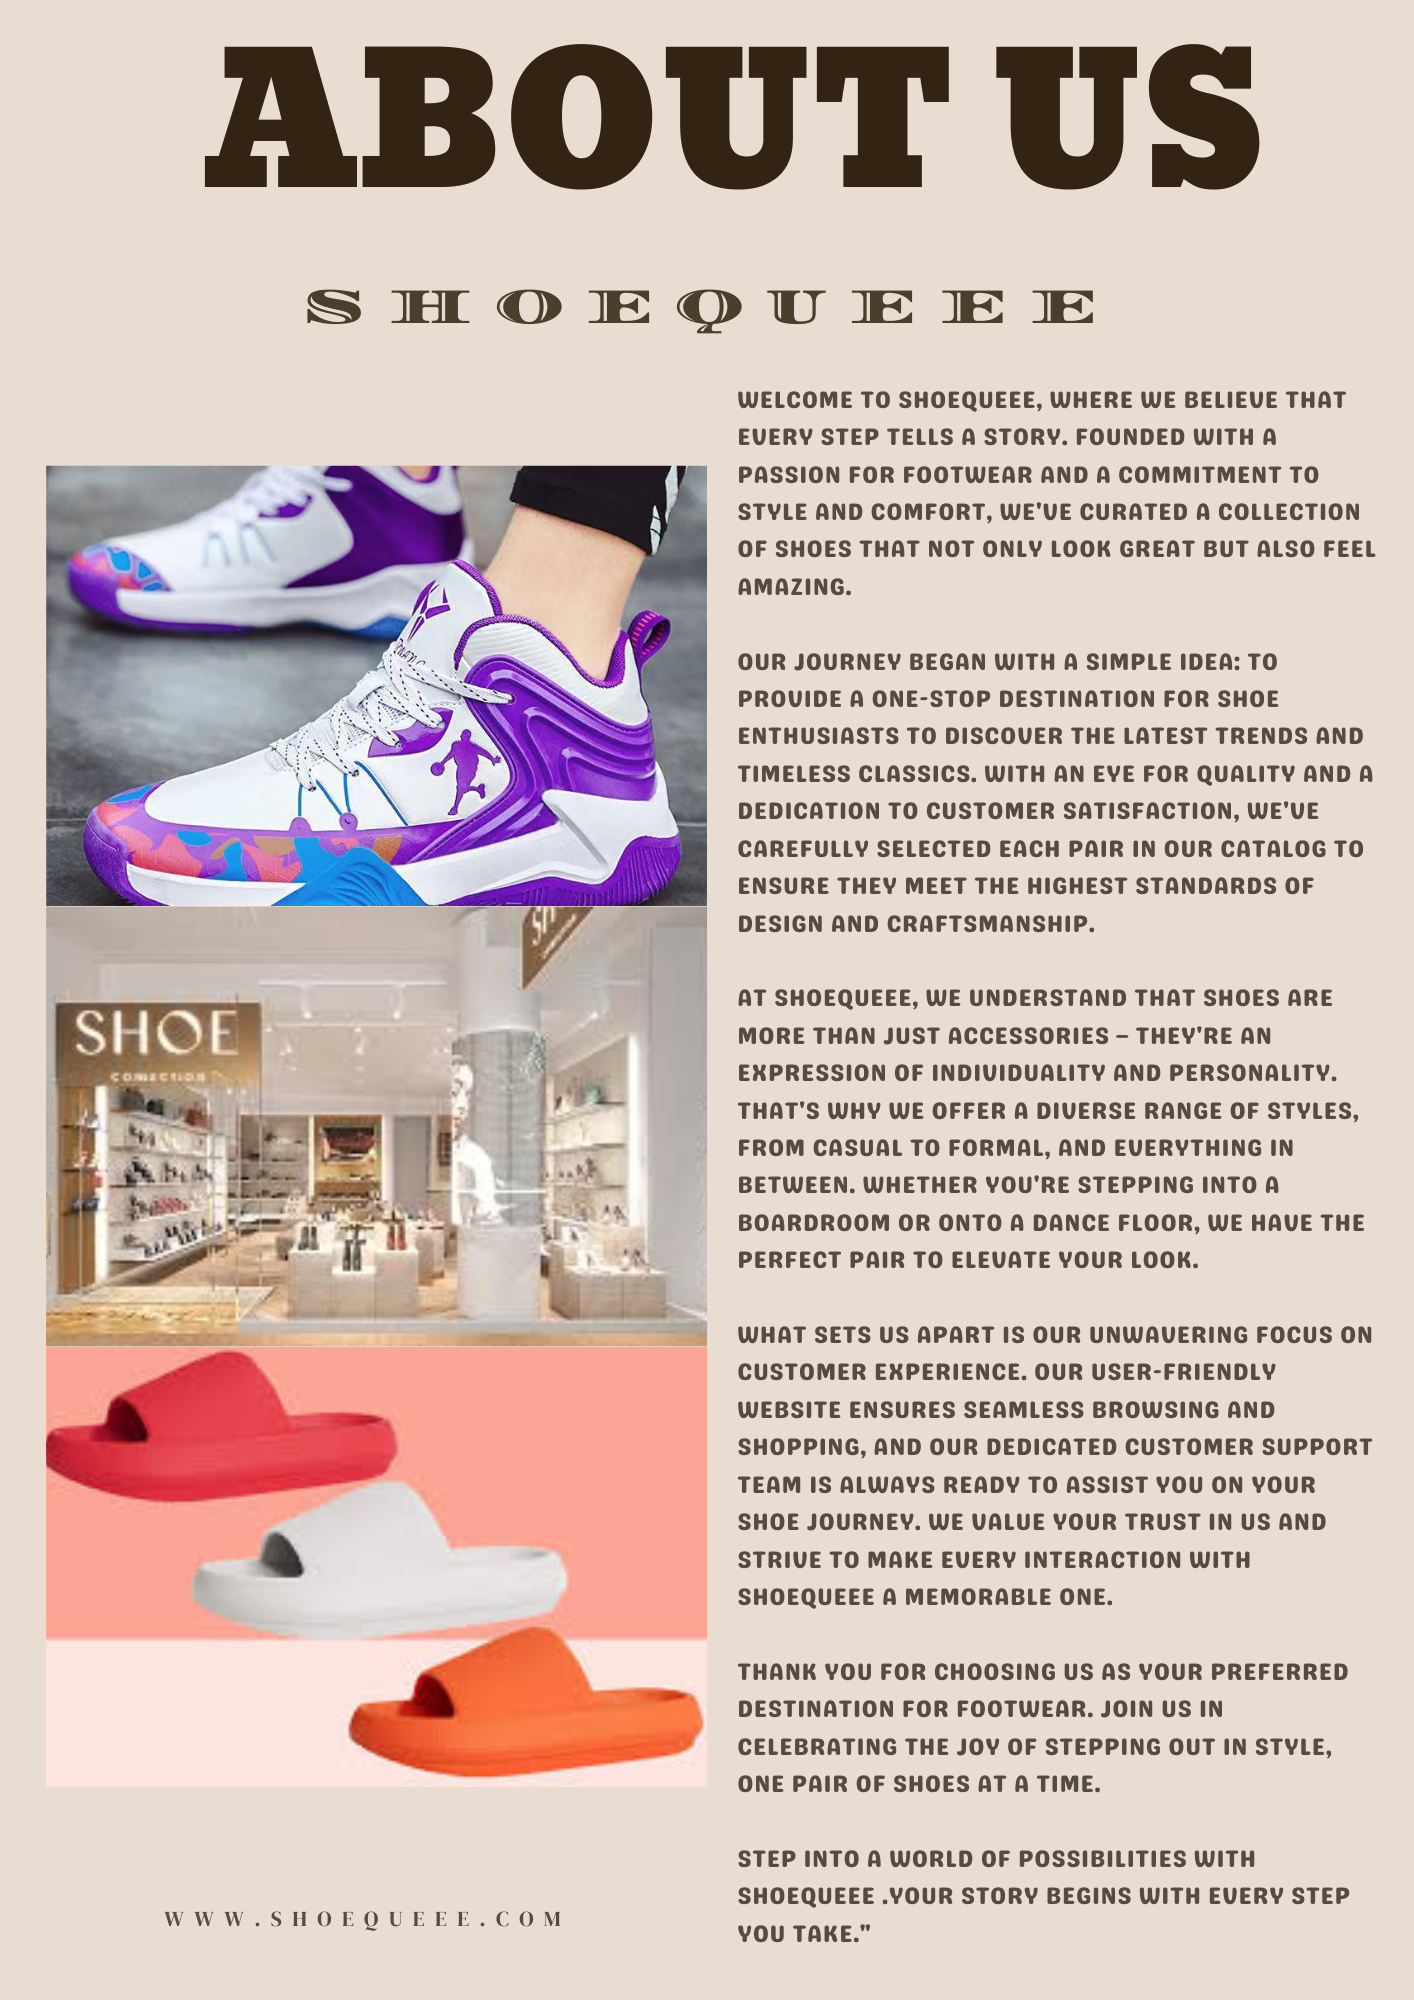 ABOUT US
SHOEQUEEE
WELCOME TO SHOEQUEEE, WHERE WE BELIEVE THAT
EVERY STEP TELLS A STORY. FOUNDED WITH A
PASSION FOR FOOTWEAR AND A COMMITMENT TO
STYLE AND COMFORT, WE'VE CURATED A COLLECTION
OF SHOES THAT NOT ONLY LOOK GREAT BUT ALSO FEEL
AMAZING.
OUR JOURNEY BEGAN WITH A SIMPLE IDEA: TO
PROVIDE A ONE-STOP DESTINATION FOR SHOE
ENTHUSIASTS TO DISCOVER THE LATEST TRENDS AND
TIMELESS CLASSICS. WITH AN EYE FOR QUALITY AND A
DEDICATION TO CUSTOMER SATISFACTION, WE'VE
CAREFULLY SELECTED EACH PAIR IN OUR CATALOG TO
ENSURE THEY MEET THE HIGHEST STANDARDS OF
DESIGN AND CRAFTSMANSHIP.
AT SHOEQUEEE, WE UNDERSTAND THAT SHOES ARE
MORE THAN JUST ACCESSORIES – THEY'RE AN
EXPRESSION OF INDIVIDUALITY AND PERSONALITY.
THAT'S WHY WE OFFER A DIVERSE RANGE OF STYLES,
FROM CASUAL TO FORMAL, AND EVERYTHING IN
BETWEEN. WHETHER YOU'RE STEPPING INTO A
BOARDROOM OR ONTO A DANCE FLOOR, WE HAVE THE
PERFECT PAIR TO ELEVATE YOUR LOOK.
WHAT SETS US APART IS OUR UNWAVERING FOCUS ON
CUSTOMER EXPERIENCE. OUR USER-FRIENDLY
WEBSITE ENSURES SEAMLESS BROWSING AND
SHOPPING, AND OUR DEDICATED CUSTOMER SUPPORT
TEAM IS ALWAYS READY TO ASSIST YOU ON YOUR
SHOE JOURNEY. WE VALUE YOUR TRUST IN US AND
STRIVE TO MAKE EVERY INTERACTION WITH
SHOEQUEEE A MEMORABLE ONE.
THANK YOU FOR CHOOSING US AS YOUR PREFERRED
DESTINATION FOR FOOTWEAR. JOIN US IN
CELEBRATING THE JOY OF STEPPING OUT IN STYLE,
ONE PAIR OF SHOES AT A TIME.
STEP INTO A WORLD OF POSSIBILITIES WITH
SHOEQUEEE .YOUR STORY BEGINS WITH EVERY STEP
YOU TAKE."
SHOE
WWW.SHOEQUEEE.COM